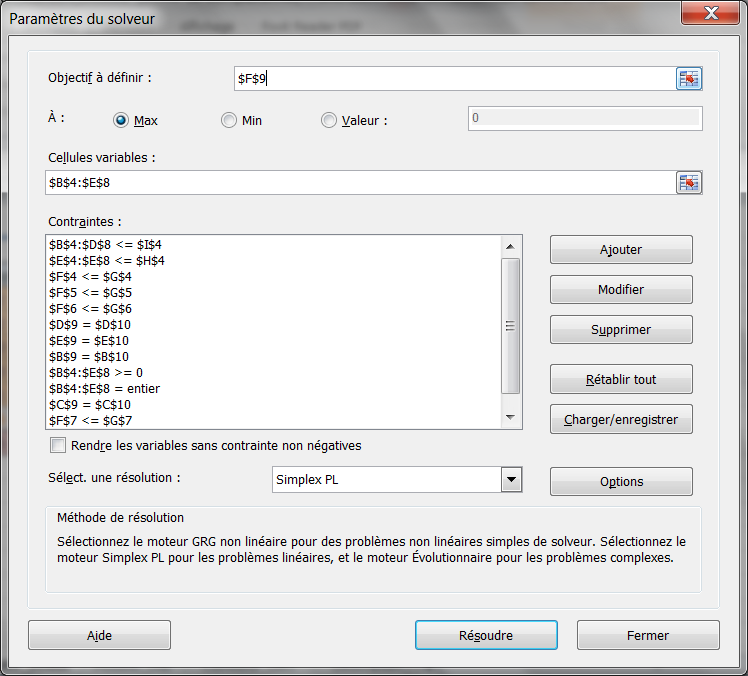 Paramètres du solveur
Objectif à définir :
$F$9
À :
Max
Min
Valeur :
0
Cellules variables :
$B$4:$E$8
Contraintes :
$B$4:$D$8 <= $I$4
$E$4:$E$8 <= $H$4
$F$4 <= $G$4
$F$5 <= $G$5
$F$6 <= $G$6
$D$9 = $D$10
$E$9 = $E$10
$B$9 = $B$10
$B$4:$E$8 >= 0
$B$4:$E$8 = entier
$C$9 = $C$10
$F$7 <= $G$7
Ajouter
Modifier
Supprimer
Rétablir tout
Charger/enregistrer
Rendre les variables sans contrainte non négatives
Sélect. une résolution :
Simplex PL
Options
Méthode de résolution
Sélectionnez le moteur GRG non linéaire pour des problèmes non linéaires simples de solveur. Sélectionnez le
moteur Simplex PL pour les problèmes linéaires, et le moteur Évolutionnaire pour les problèmes complexes.
Aide
Résoudre
Fermer